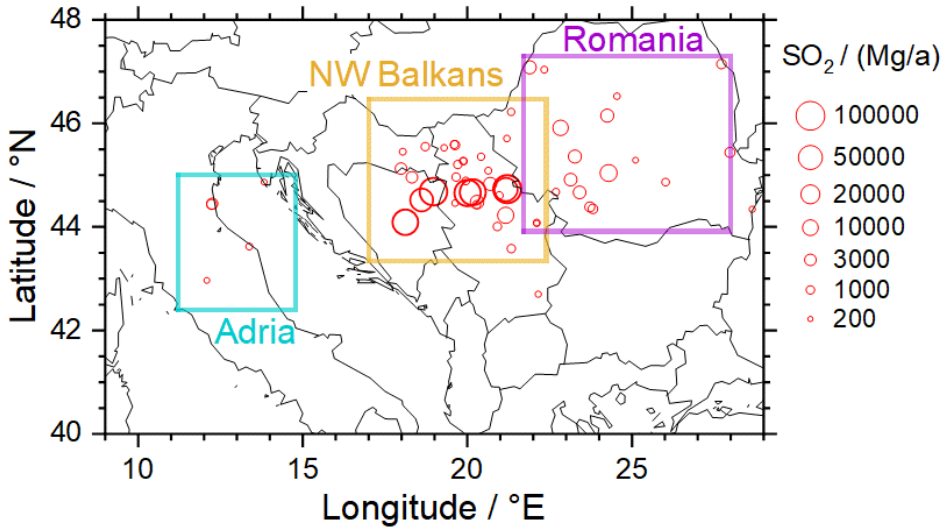 48
46
44
42
40
Latitude / °N
10
15
20
25
Longitude / °E
NW Balkans
Romania
Adria
SO₂ / (Mg/a)
100000
50000
20000
10000
3000
1000
200